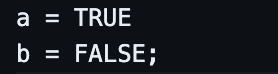 a = TRUE
b = FALSE;